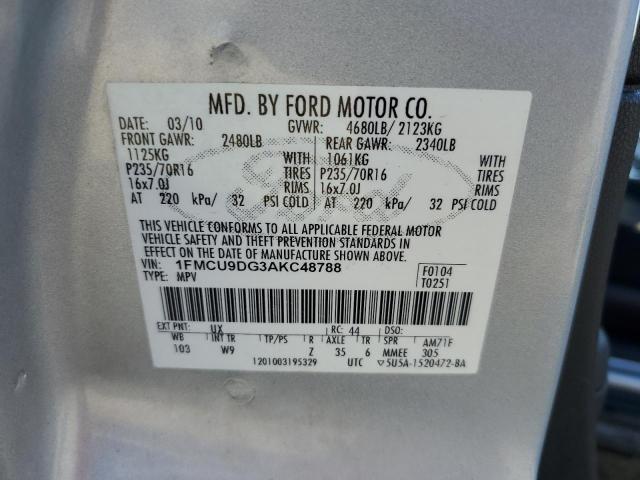 MFD. BY FORD MOTOR CO.
DATE: 03/10 GVWR: 4680LB/ 2123KG
FRONT GAWR: 2480LB REAR GAWR: 2340LB
1125KG WITH 1061KG WITH
P235/70R16 TIRES P235/70R16 TIRES
16x7.0J RIMS 16x7.0J RIMS
AT 220 kPa/ 32 PSI COLD AT 220 kPa/ 32 PSI COLD
THIS VEHICLE CONFORMS TO ALL APPLICABLE FEDERAL MOTOR
VEHICLE SAFETY AND THEFT PREVENTION STANDARDS IN
EFFECT ON THE DATE OF MANUFACTURE SHOWN ABOVE.
VIN: 1FMCU9DG3AKC48788
TYPE: MPV
F0104
T0251
Ford
EXT PNT: UX RC: 44 DSO:
WB INT TR TP/PS R AXLE TR SPR AM71F
103 W9 Z 35 6 MMEE 305
1201003195329 UTC ▽5U5A-1520472-BA